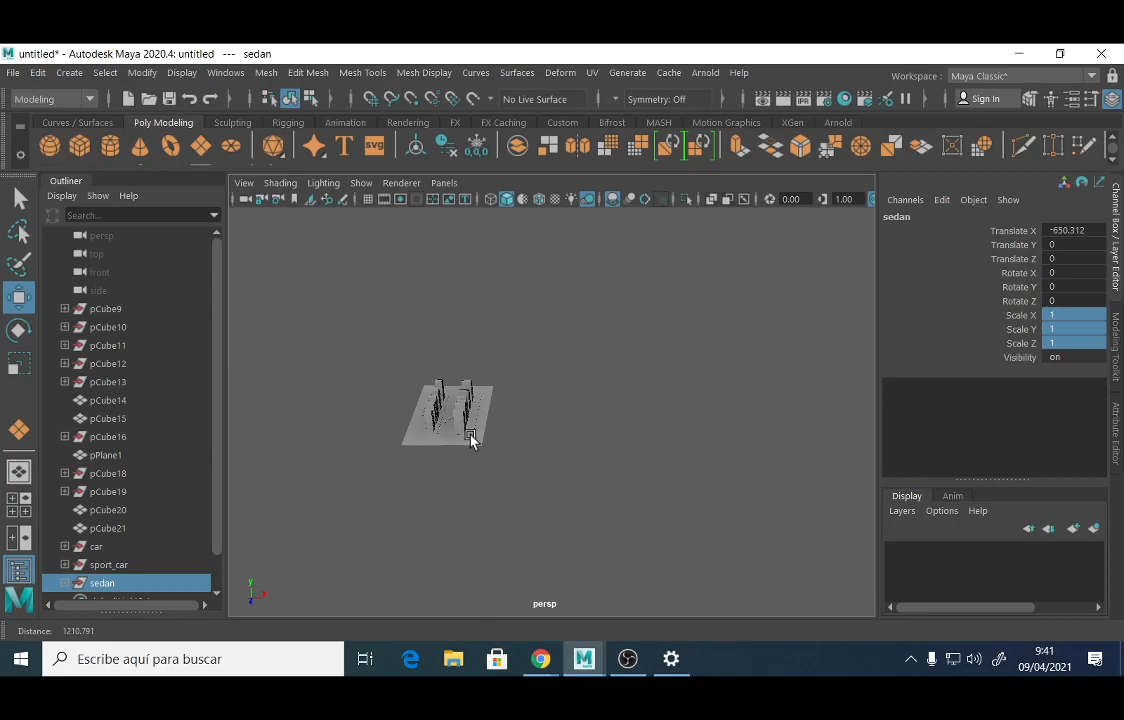 untitled* - Autodesk Maya 2020.4: untitled --- sedan
File Edit Create Select Modify Display Windows Mesh Edit Mesh Mesh Tools Mesh Display Curves Surfaces Deform UV Generate Cache Arnold Help
Workspace : Maya Classic*
Modeling
No Live Surface
Symmetry: Off
IPR
Sign In
Curves / Surfaces Poly Modeling Sculpting Rigging Animation Rendering FX FX Caching Custom Bifrost MASH Motion Graphics XGen Arnold
SVG
0,0,0
Outliner
Display Show Help
Search...
persp
top
front
side
pCube9
pCube10
pCube11
pCube12
pCube13
pCube14
pCube15
pCube16
pPlane1
pCube18
pCube19
pCube20
pCube21
car
sport_car
sedan
View Shading Lighting Show Renderer Panels
0.00
1.00
y
x
z
persp
Channels Edit Object Show
sedan
Translate X -650.312
Translate Y 0
Translate Z 0
Rotate X 0
Rotate Y 0
Rotate Z 0
Scale X 1
Scale Y 1
Scale Z 1
Visibility on
Display Anim
Layers Options Help
Channel Box / Layer Editor
Modeling Toolkit
Attribute Editor
Distance: 1210.791
Escribe aquí para buscar
9:41
09/04/2021